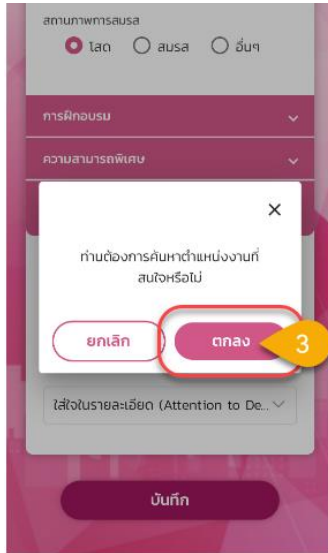 สถานภาพการสมรส
โสด สมรส อื่นๆ
การฝึกอบรม
ความสามารถพิเศษ
ท่านต้องการค้นหาตำแหน่งงานที่
สนใจหรือไม่
ยกเลิก ตกลง 3
ใส่ใจในรายละเอียด (Attention to De...
บันทึก